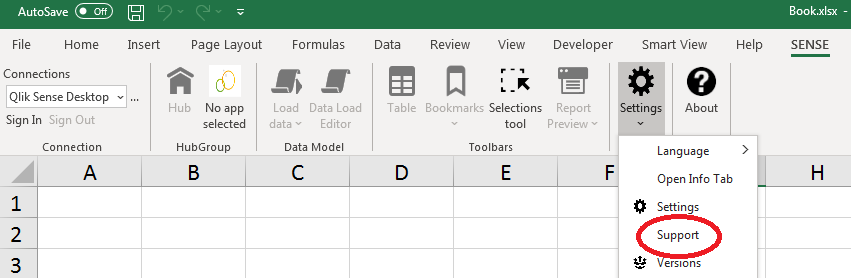 AutoSave Off Book.xlsx -
File Home Insert Page Layout Formulas Data Review View Developer Smart View Help SENSE
Connections
Qlik Sense Desktop ...
Sign In Sign Out
Connection
Hub
No app
selected
HubGroup
Load
data
Data Load
Editor
Data Model
Table
Bookmarks
Selections
tool
Report
Preview
Toolbars
Settings
About
Language
Open Info Tab
Settings
Support
Versions
A B C D E F H
1
2
3